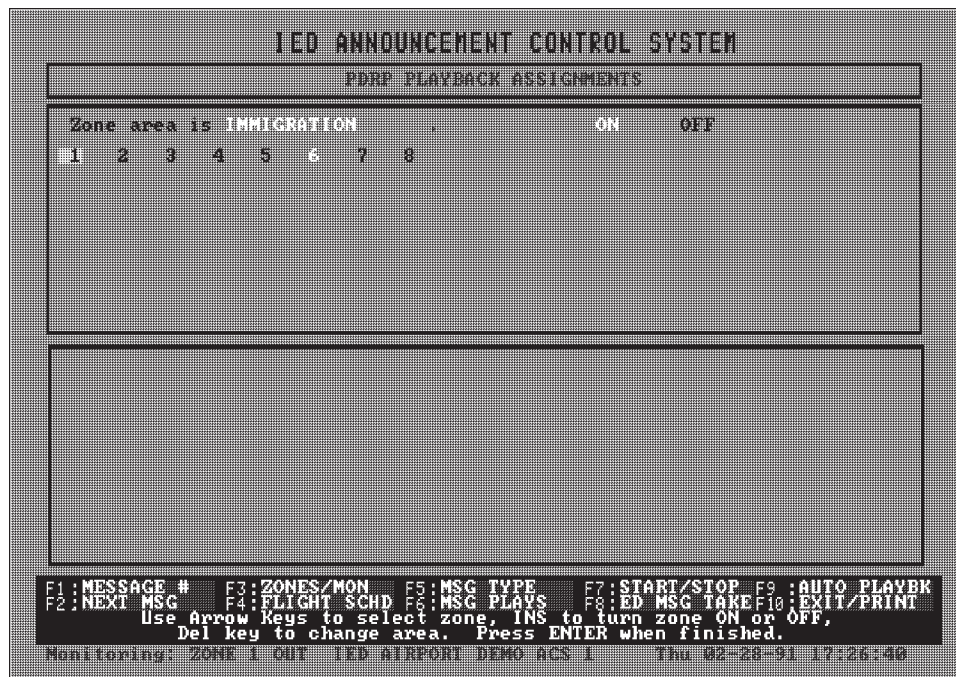 IED ANNOUNCEMENT CONTROL SYSTEM
PDRP PLAYBACK ASSIGNMENTS
Zone area is IMMIGRATION . ON OFF
1 2 3 4 5 6 7 8
F1:MESSAGE # F3:ZONES/MON F5:MSG TYPE F7:START/STOP F9 :AUTO PLAYBK
F2:NEXT MSG F4:FLIGHT SCHD F6:MSG PLAYS F8:ED MSG TAKE F10:EXIT/PRINT
Use Arrow Keys to select zone, INS to turn zone ON or OFF,
Del key to change area. Press ENTER when finished.
Monitoring: ZONE 1 OUT IED AIRPORT DEMO ACS 1 Thu 02-28-91 17:26:40